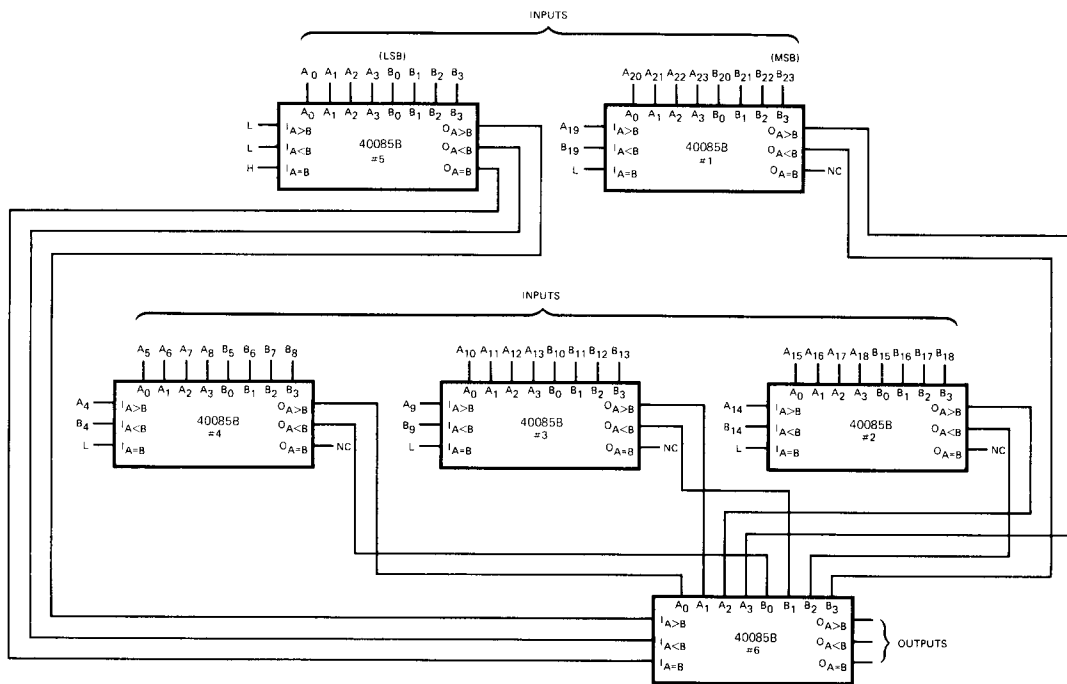 INPUTS
(LSB) (MSB)
A0 A1 A2 A3 B0 B1 B2 B3
A20 A21 A22 A23 B20 B21 B22 B23
A0 A1 A2 A3 B0 B1 B2 B3
A0 A1 A2 A3 B0 B1 B2 B3
L IA>B OA>B
L IA<B 40085B OA<B
#5
H IA=B OA=B
A19 IA>B OA>B
B19 IA<B 40085B OA<B
#1
L IA=B OA=B NC
INPUTS
A5 A6 A7 A8 B5 B6 B7 B8
A0 A1 A2 A3 B0 B1 B2 B3
A4 IA>B OA>B
B4 IA<B 40085B OA<B
#4
L IA=B OA=B NC
A10 A11 A12 A13 B10 B11 B12 B13
A0 A1 A2 A3 B0 B1 B2 B3
A9 IA>B OA>B
B9 IA<B 40085B OA<B
#3
L IA=B OA=8 NC
A15 A16 A17 A18 B15 B16 B17 B18
A0 A1 A2 A3 B0 B1 B2 B3
A14 IA>B OA>B
B14 IA<B 40085B OA<B
#2
L IA=B OA=B NC
A0 A1 A2 A3 B0 B1 B2 B3
IA>B OA>B
IA<B 40085B OA<B OUTPUTS
#6
IA=B OA=B